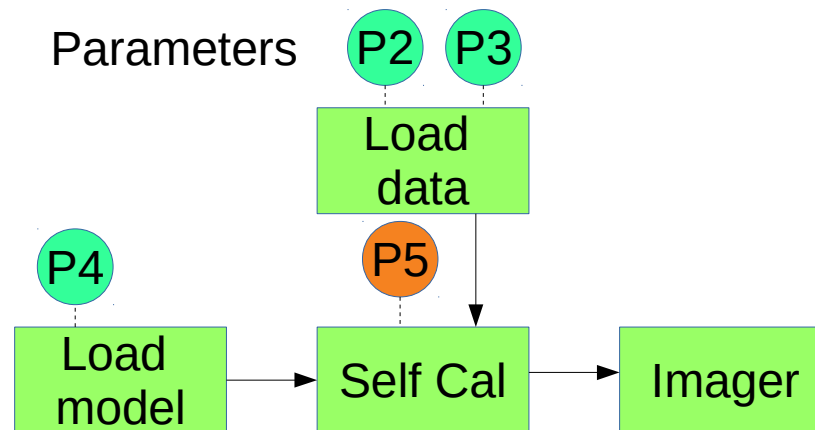 Parameters
P2
P3
Load
data
P4
P5
Load
model
Self Cal
Imager